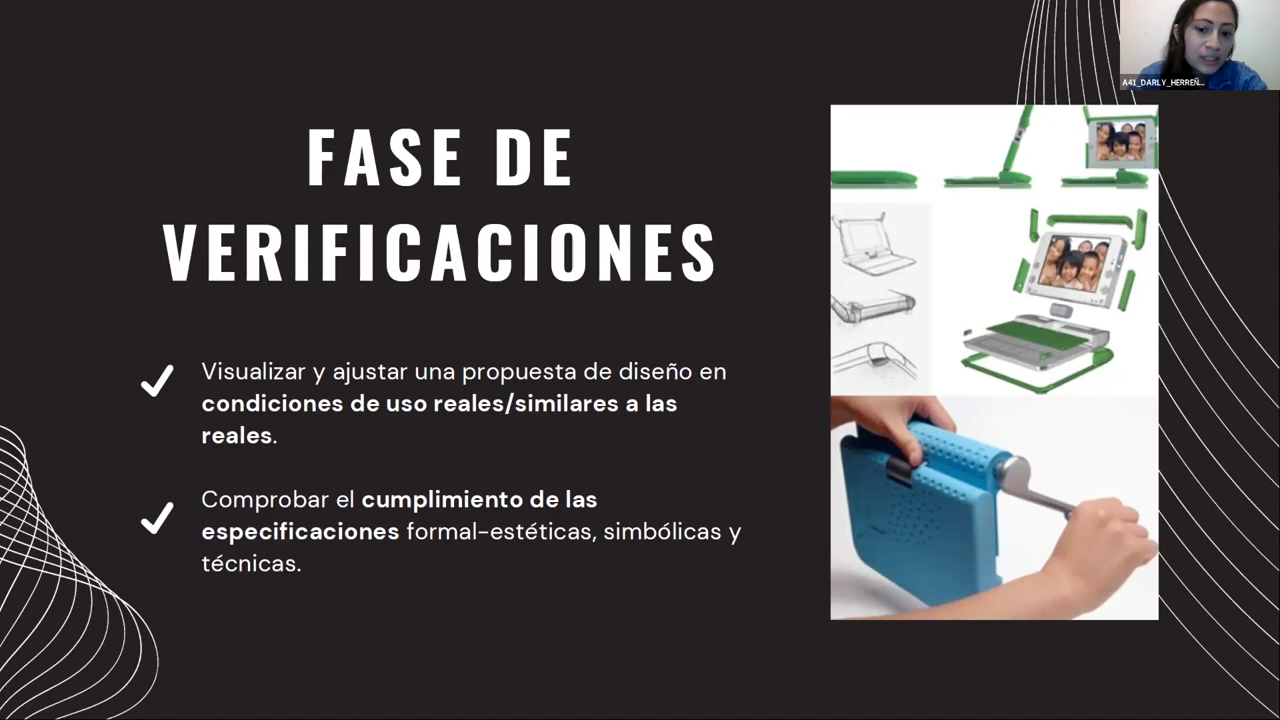 A41_DARLY_HERREÑ...
FASE DE
VERIFICACIONES
Visualizar y ajustar una propuesta de diseño en
condiciones de uso reales/similares a las
reales.
Comprobar el cumplimiento de las
especificaciones formal-estéticas, simbólicas y
técnicas.